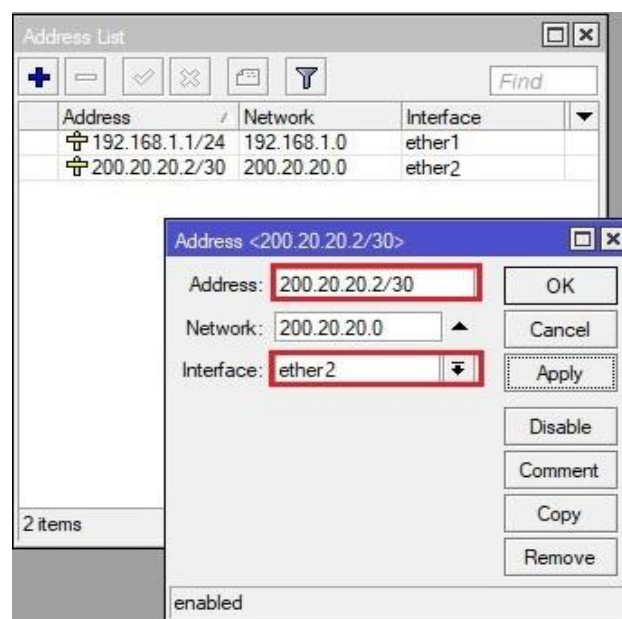 Address List
Find
Address / Network Interface
192.168.1.1/24 192.168.1.0 ether1
200.20.20.2/30 200.20.20.0 ether2
Address <200.20.20.2/30>
Address: 200.20.20.2/30 OK
Network: 200.20.20.0 Cancel
Interface: ether2 Apply
Disable
Comment
Copy
Remove
2 items
enabled